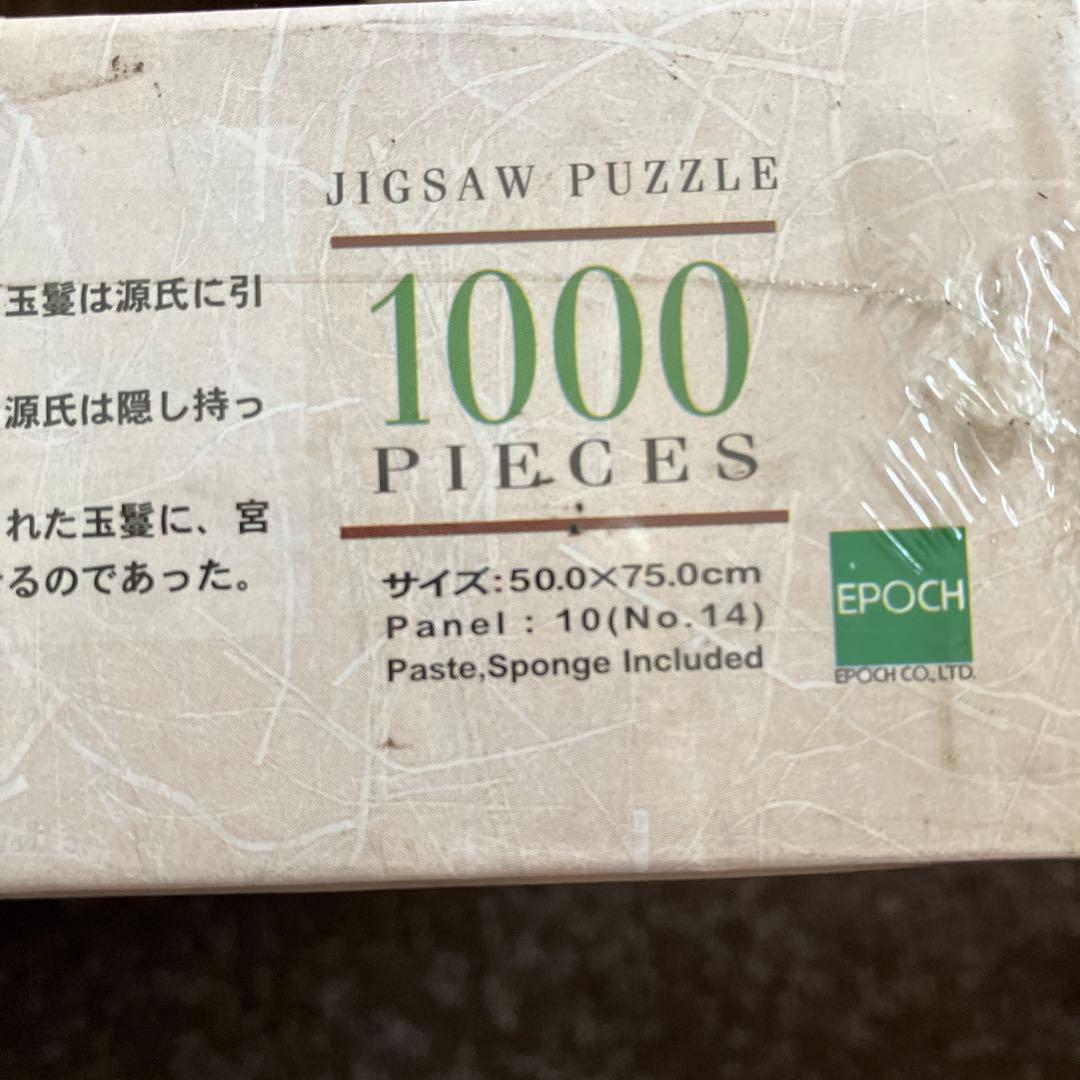 玉鬘は源氏に引
源氏は隠し持っ
れた玉鬘に、宮
るのであった。
JIGSAW PUZZLE
1000
PIECES
サイズ:50.0×75.0cm
Panel : 10(No.14)
Paste,Sponge Included
EPOCH
EPOCH CO., LTD.